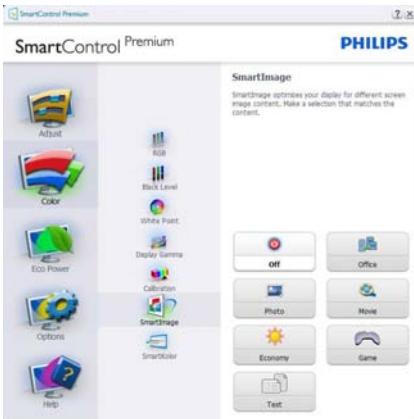 SmartControl Premium
SmartControl Premium
PHILIPS
Adjust
Color
Eco Power
Options
Help
RGB
Black Level
White Point
Display Gamma
Calibration
SmartImage
SmartKolor
SmartImage
SmartImage optimizes your display for different screen
image content. Make a selection that matches the
content.
Off
Office
Photo
Movie
Economy
Game
Text